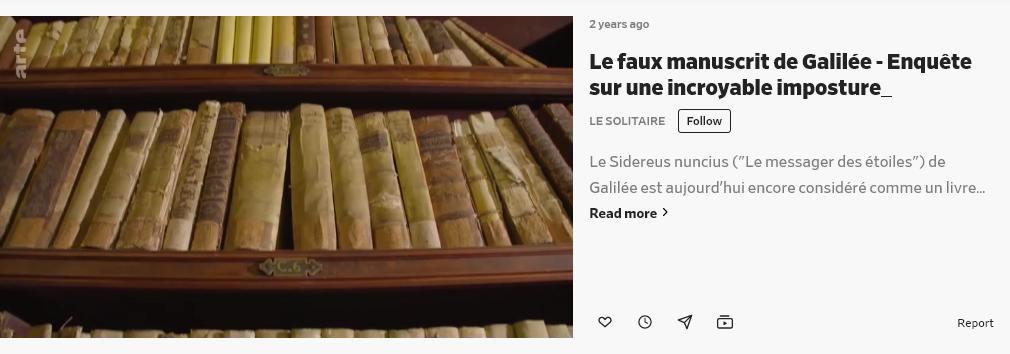 arte
C.6
2 years ago
Le faux manuscrit de Galilée - Enquête
sur une incroyable imposture_
LE SOLITAIRE
Follow
Le Sidereus nuncius ("Le messager des étoiles") de
Galilée est aujourd'hui encore considéré comme un livre...
Read more
Report